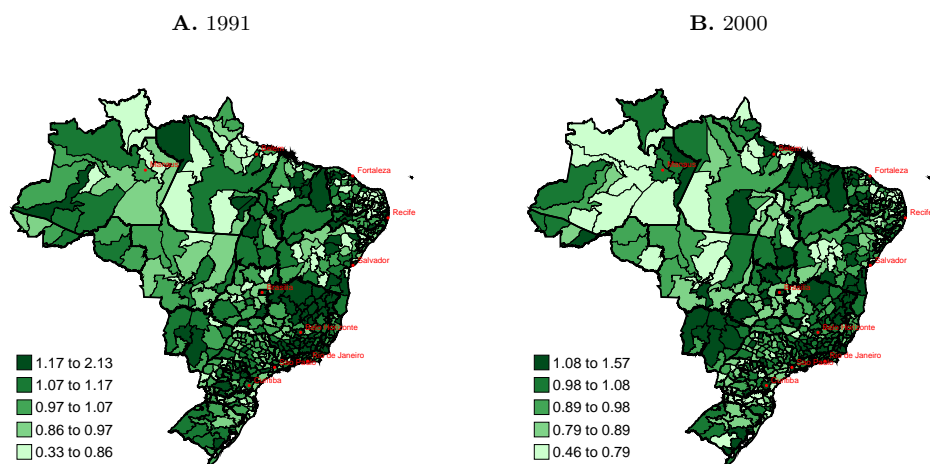 A. 1991
Fortaleza
Recife
Salvador
Rio de Janeiro
Curitiba
1.17 to 2.13
1.07 to 1.17
0.97 to 1.07
0.86 to 0.97
0.33 to 0.86
B. 2000
Fortaleza
Recife
Salvador
Rio de Janeiro
Curitiba
1.08 to 1.57
0.98 to 1.08
0.89 to 0.98
0.79 to 0.89
0.46 to 0.79